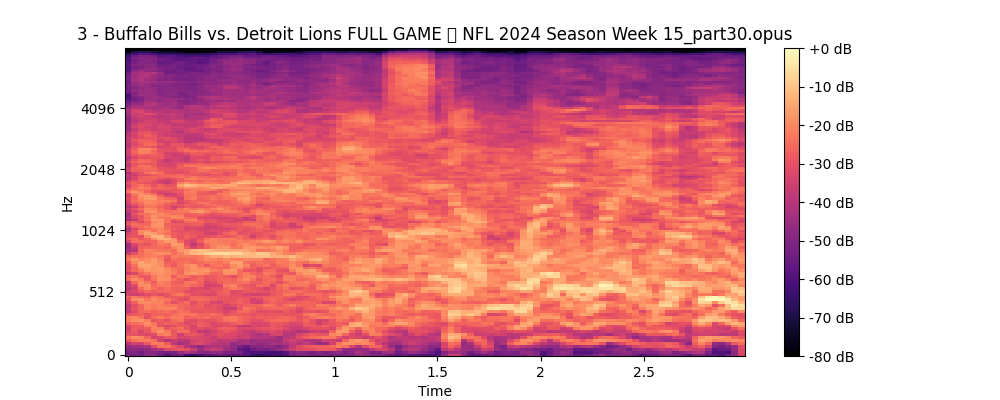 3 - Buffalo Bills vs. Detroit Lions FULL GAME ▯ NFL 2024 Season Week 15_part30.opus
+0 dB
4096
-10 dB
-20 dB
2048
-30 dB
Hz
-40 dB
1024
-50 dB
512
-60 dB
-70 dB
0
-80 dB
0 0.5 1 1.5 2 2.5
Time